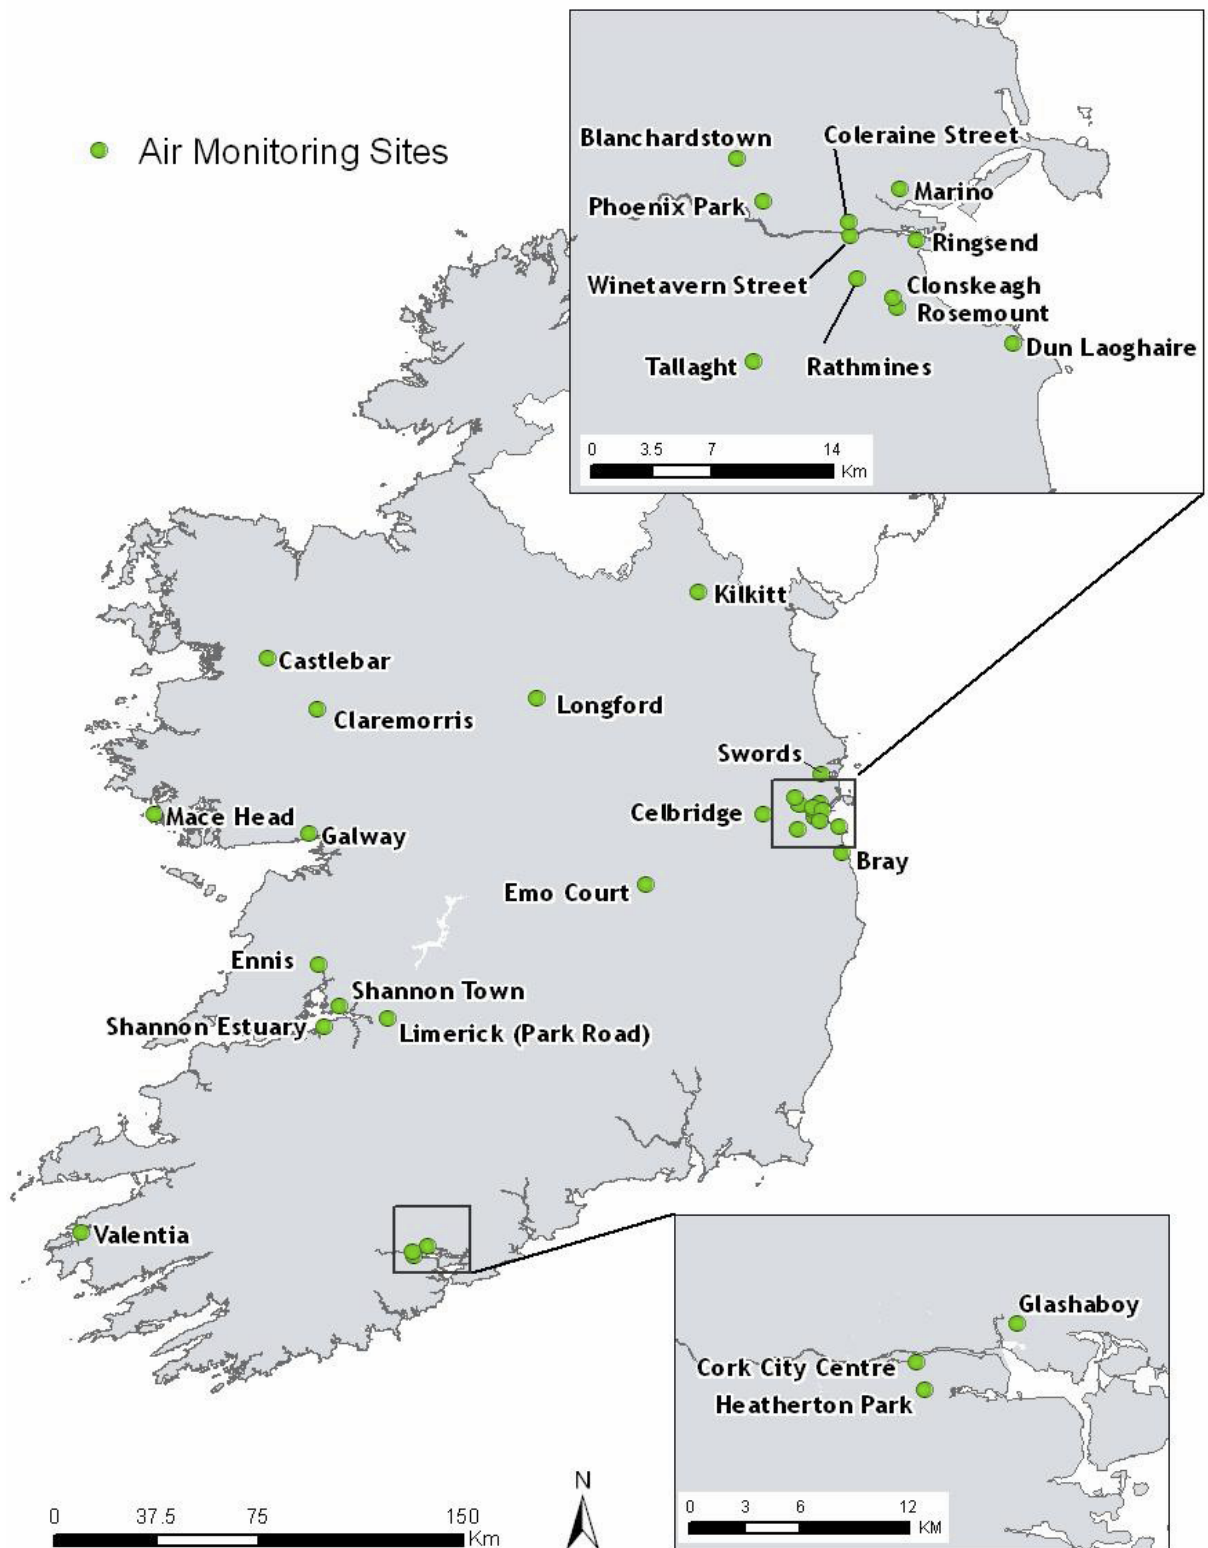 Air Monitoring Sites
Blanchardstown
Coleraine Street
Marino
Phoenix Park
Ringsend
Winetavern Street
Clonskeagh
Rosemount
Dun Laoghaire
Tallaght
Rathmines
0 3.5 7 14
Km
Kilkitt
Castlebar
Claremorris
Longford
Swords
Celbridge
Mace Head
Galway
Bray
Emo Court
Ennis
Shannon Town
Shannon Estuary
Limerick (Park Road)
Valentia
Glashaboy
Cork City Centre
Heatherton Park
0 3 6 12
KM
N
0 37.5 75 150
Km